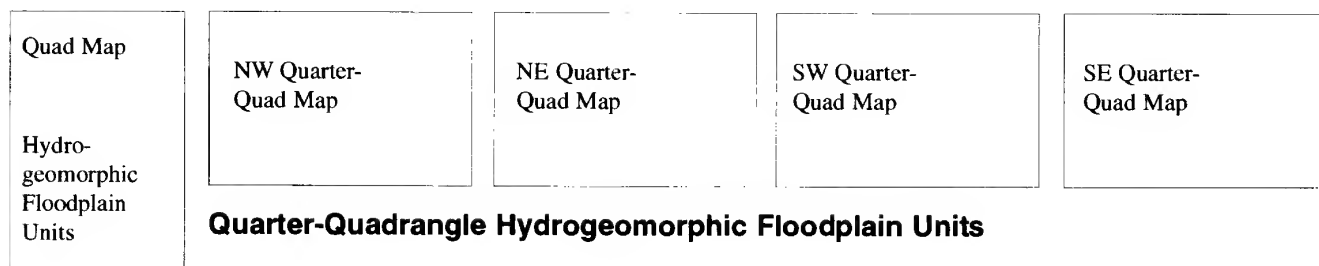 Quad Map
Hydro-
geomorphic
Floodplain
Units
NW Quarter-
Quad Map
NE Quarter-
Quad Map
SW Quarter-
Quad Map
SE Quarter-
Quad Map
Quarter-Quadrangle Hydrogeomorphic Floodplain Units